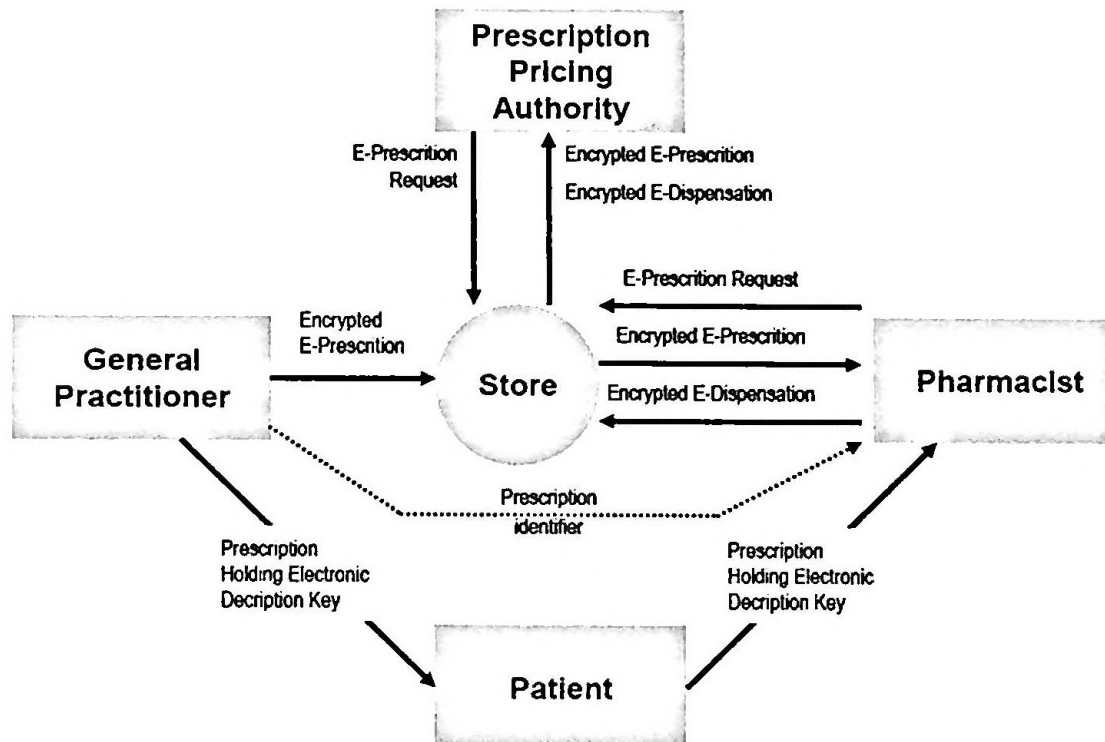 Prescription
Pricing
Authority
E-Prescrition
Request
Encrypted E-Prescrition
Encrypted E-Dispensation
E-Prescrition Request
Encrypted
E-Prescrition
Encrypted E-Prescrition
General
Practitioner
Store
Pharmacist
Encrypted E-Dispensation
Prescription
identifier
Prescription
Holding Electronic
Decription Key
Prescription
Holding Electronic
Decription Key
Patient